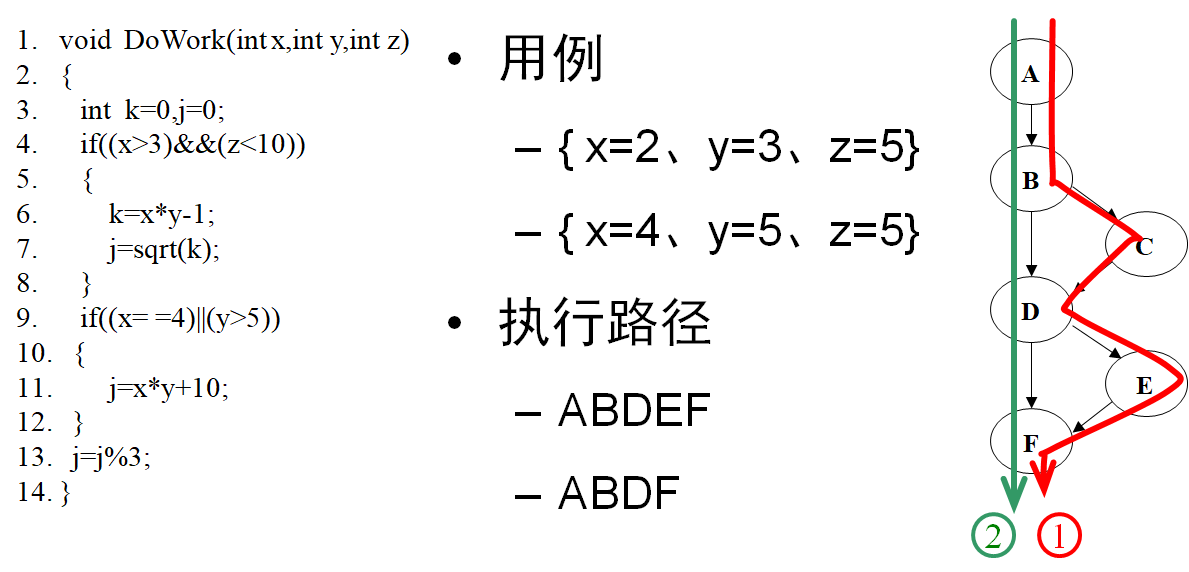 1. void DoWork(int x,int y,int z)
2. {
3. int k=0,j=0;
4. if((x>3)&&(z<10))
5. {
6. k=x*y-1;
7. j=sqrt(k);
8. }
9. if((x= =4)||(y>5))
10. {
11. j=x*y+10;
12. }
13. j=j%3;
14. }
• 用例
– { x=2、y=3、z=5}
– { x=4、y=5、z=5}
• 执行路径
– ABDEF
– ABDF
A
B
C
D
E
F
2
1